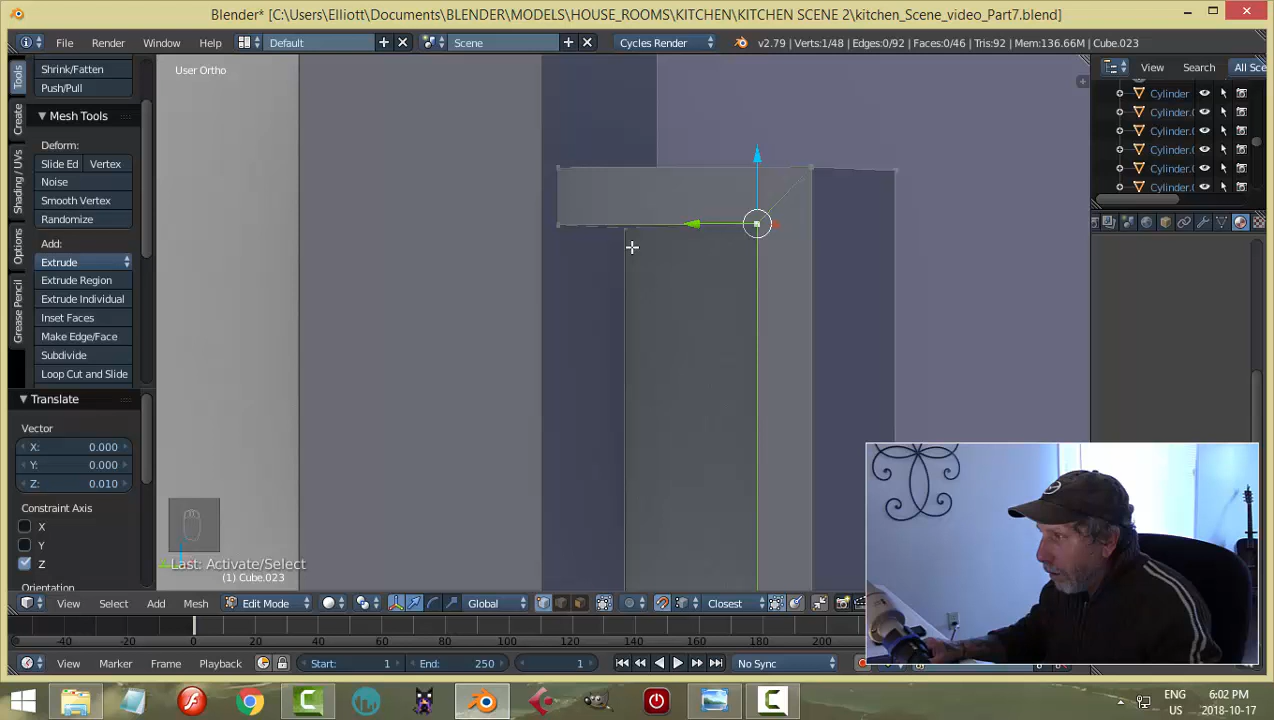 Blender* [C:\Users\Elliott\Documents\BLENDER\MODELS\HOUSE_ROOMS\KITCHEN\KITCHEN SCENE 2\kitchen_Scene_video_Part7.blend]
File Render Window Help Default Scene Cycles Render v2.79 | Verts:1/48 | Edges:0/92 | Faces:0/46 | Tris:92 | Mem:136.66M | Cube.023
Shrink/Fatten
Push/Pull
Mesh Tools
Deform:
Slide Ed Vertex
Noise
Smooth Vertex
Randomize
Add:
Extrude
Extrude Region
Extrude Individual
Inset Faces
Make Edge/Face
Subdivide
Loop Cut and Slide
Translate
Vector
X: 0.000
Y: 0.000
Z: 0.010
Constraint Axis
X
Y
Z
Orientation
Tools
Create
Shading / UVs
Options
Grease Pencil
User Ortho
Last: Activate/Select
(1) Cube.023
View Search All Sce
Cylinder
Cylinder.0
Cylinder.0
Cylinder.0
Cylinder.0
Cylinder.0
View Select Add Mesh Edit Mode Global Closest
-40 -20 0 20 40 60 80 100 120 140 160 180 200
View Marker Frame Playback Start: 1 End: 250 1 No Sync
ENG 6:02 PM
US 2018-10-17